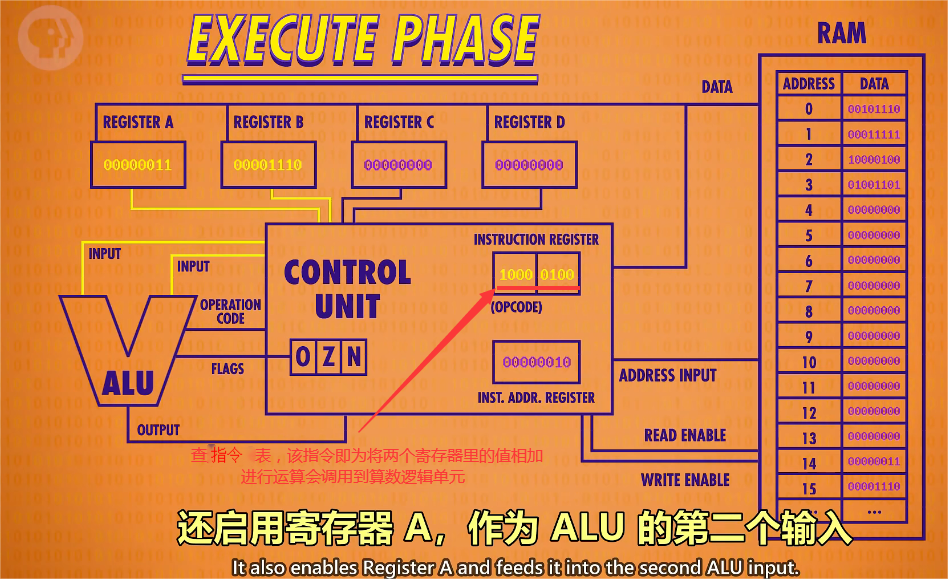 EXECUTE PHASE
RAM
DATA
ADDRESS DATA
0 00101110
1 00011111
2 10000100
3 01001101
4 00000000
5 00000000
6 00000000
7 00000000
8 00000000
9 00000000
10 00000000
11 00000000
12 00000000
13 00000000
14 00000011
15 00001110
... ...
REGISTER A
REGISTER B
REGISTER C
REGISTER D
00000011
00001110
00000000
00000000
INPUT
INPUT
CONTROL
UNIT
INSTRUCTION REGISTER
1000 0100
(OPCODE)
OPERATION
CODE
FLAGS
O Z N
ALU
00000010
INST. ADDR. REGISTER
ADDRESS INPUT
OUTPUT
READ ENABLE
WRITE ENABLE
查 指令 表，该指令即为将两个寄存器里的值相加
进行运算会调用到算数逻辑单元
还启用寄存器 A，作为 ALU 的第二个输入
It also enables Register A and feeds it into the second ALU input.